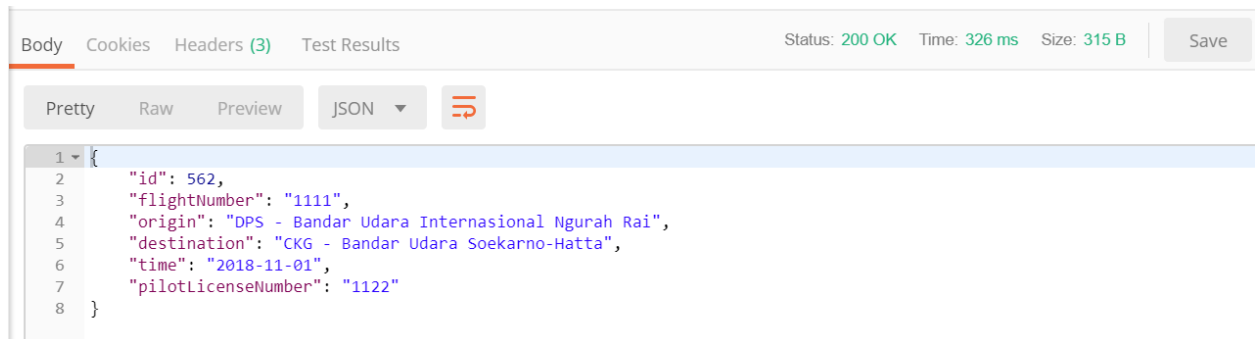 Body Cookies Headers (3) Test Results Status: 200 OK Time: 326 ms Size: 315 B Save
Pretty Raw Preview JSON
1 {
2 "id": 562,
3 "flightNumber": "1111",
4 "origin": "DPS - Bandar Udara Internasional Ngurah Rai",
5 "destination": "CKG - Bandar Udara Soekarno-Hatta",
6 "time": "2018-11-01",
7 "pilotLicenseNumber": "1122"
8 }